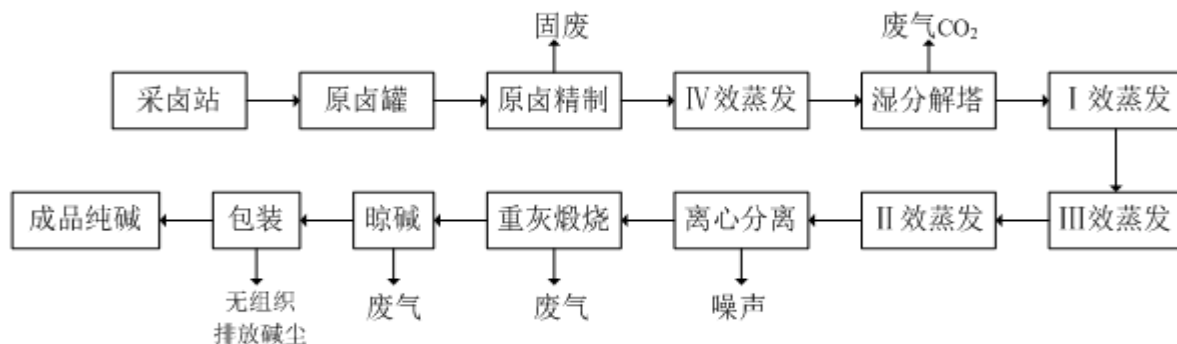 固废
废气CO₂
采卤站
原卤罐
原卤精制
Ⅳ效蒸发
湿分解塔
Ⅰ效蒸发
成品纯碱
包装
晾碱
重灰煅烧
离心分离
Ⅱ效蒸发
Ⅲ效蒸发
无组织
排放碱尘
废气
废气
噪声